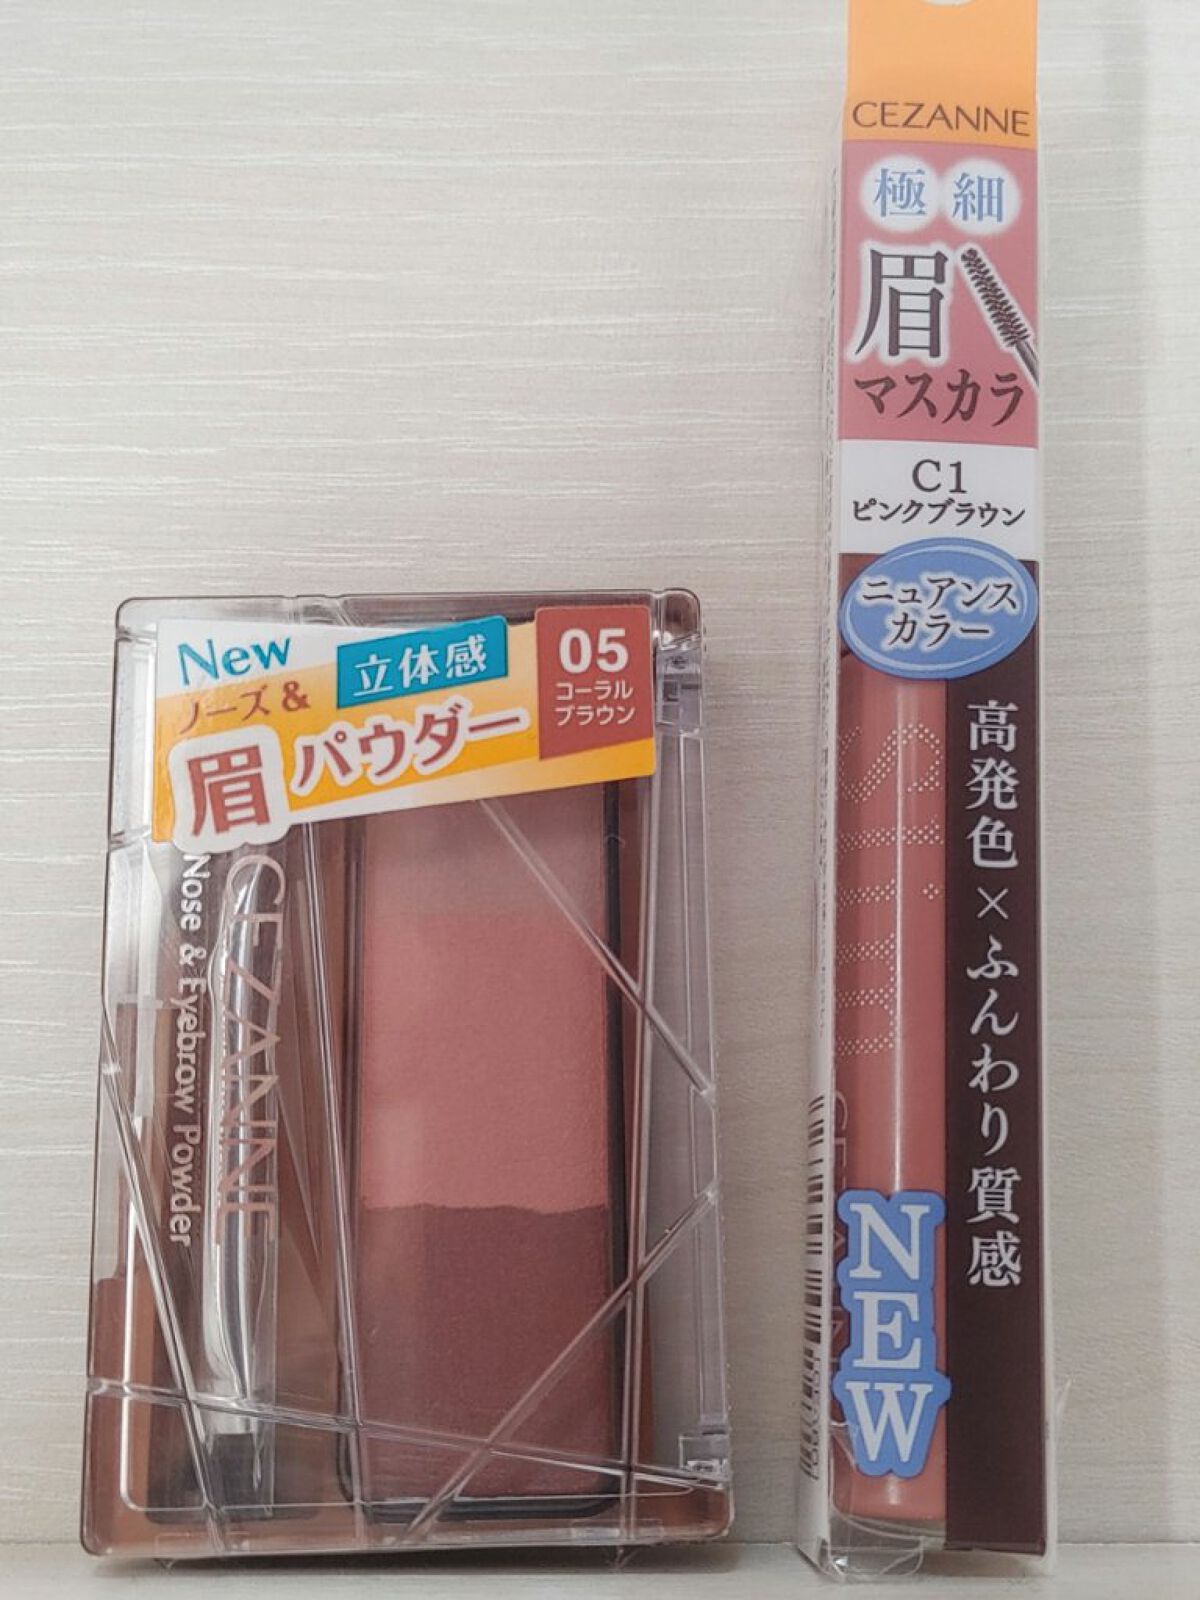 New
ノーズ&
立体感
眉パウダー
05
コーラル
ブラウン
CEZANNE
Nose & Eyebrow Powder
CEZANNE
極細
眉
マスカラ
C1
ピンクブラウン
ニュアンス
カラー
高発色×ふんわり質感
NEW